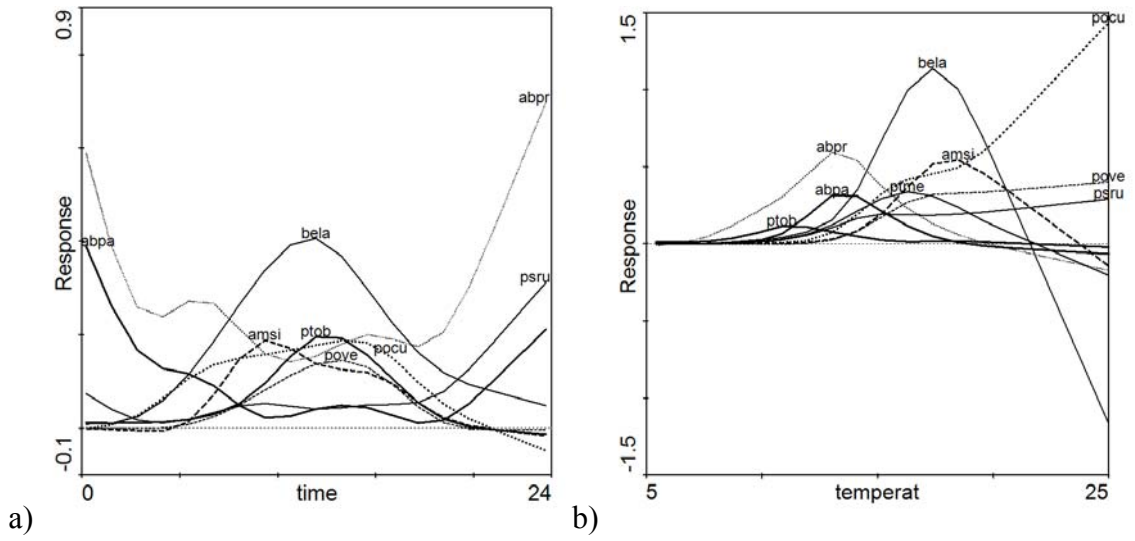 0.9
Response
-0.1
0
time
24
abpa
abpr
bela
psru
amsi
ptob
pove
pocu
a)
1.5
Response
-1.5
5
temperat
25
pocu
bela
abpr
amsi
abpa
ptme
pove
psru
ptob
b)